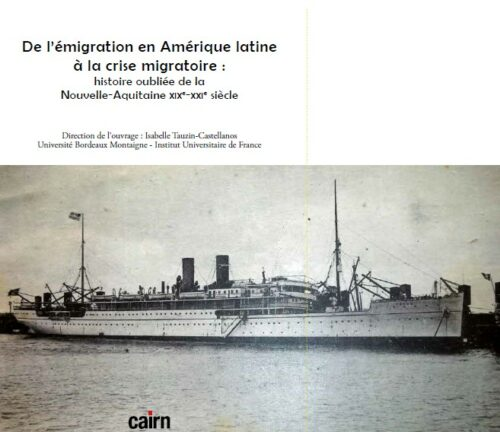 De l'émigration en Amérique latine
à la crise migratoire :
histoire oubliée de la
Nouvelle-Aquitaine XIXe-XXIe siècle
Direction de l'ouvrage : Isabelle Tauzin-Castellanos
Université Bordeaux Montaigne - Institut Universitaire de France
cairn